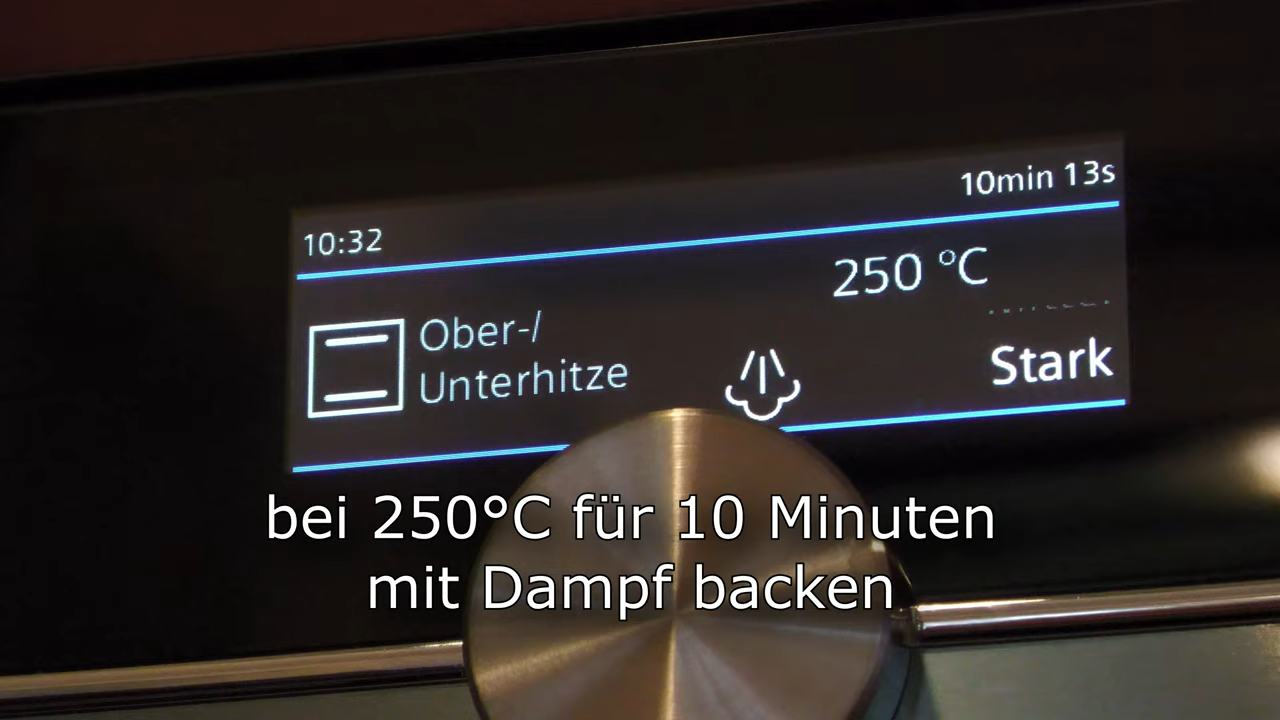 10min 13s
10:32
250 °C
Ober-/
Unterhitze
Stark
bei 250°C für 10 Minuten
mit Dampf backen